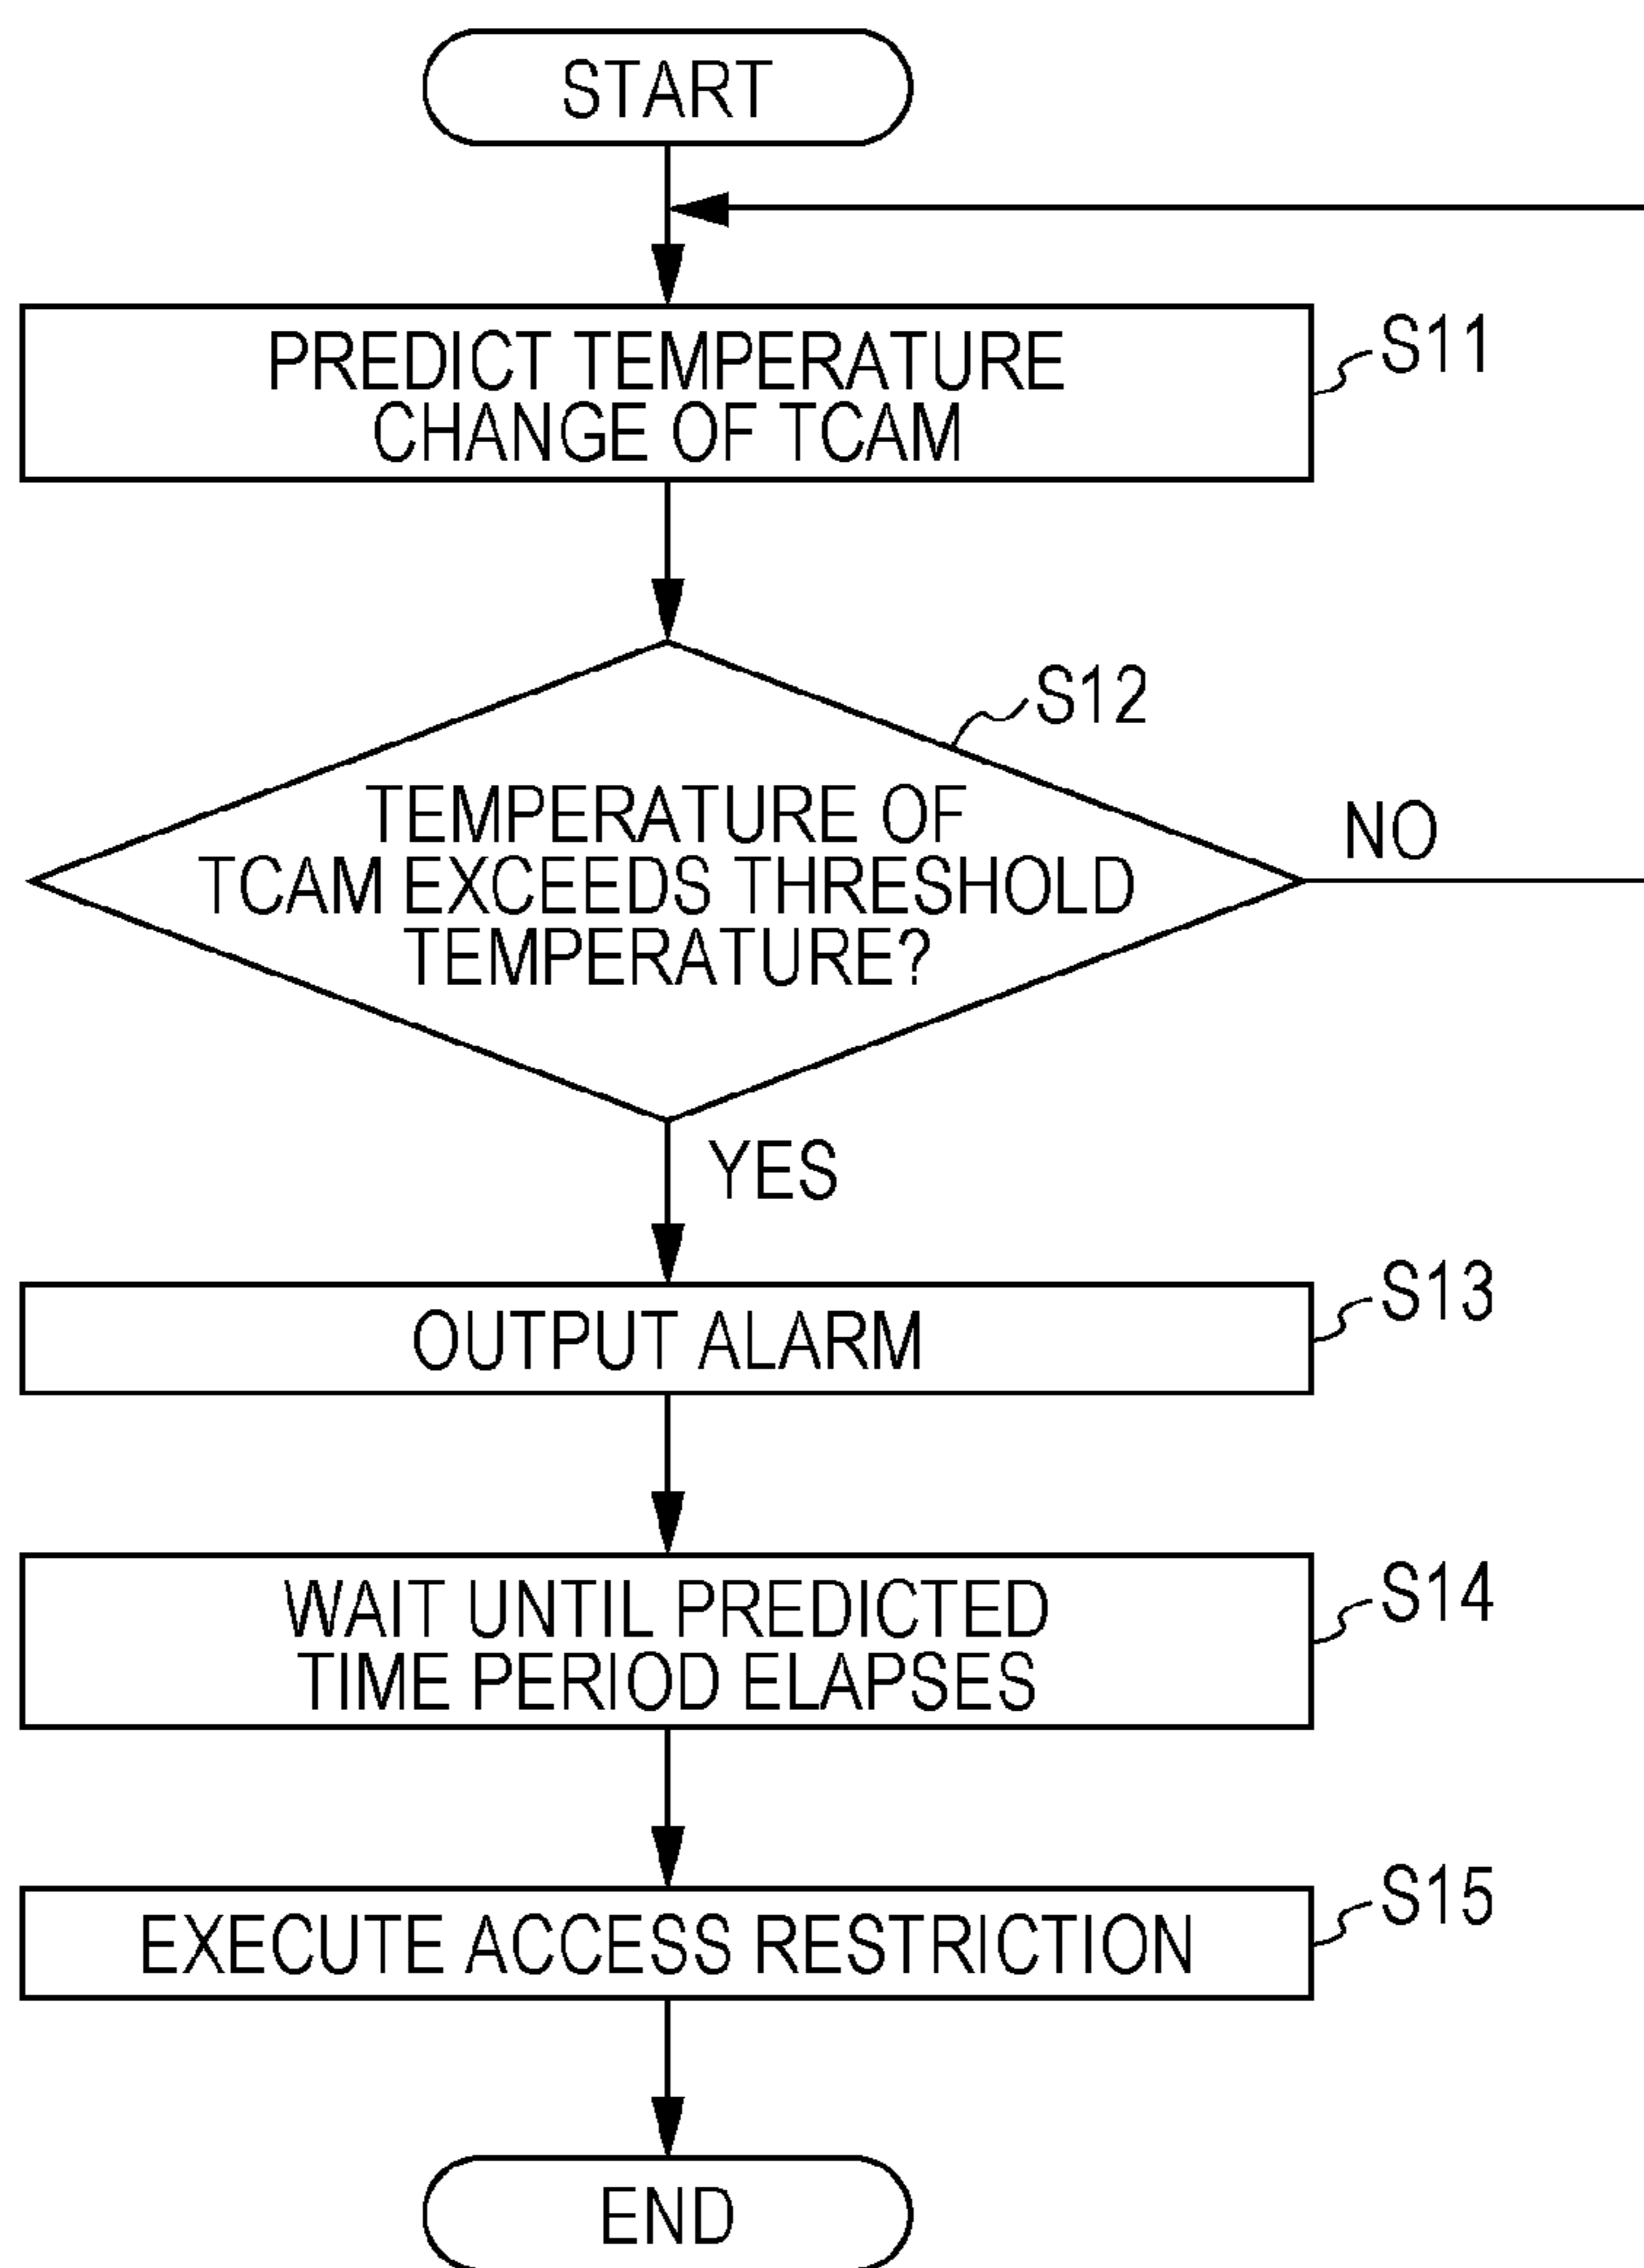 START
PREDICT TEMPERATURE
CHANGE OF TCAM
S11
S12
TEMPERATURE OF
TCAM EXCEEDS THRESHOLD
TEMPERATURE?
NO
YES
OUTPUT ALARM
S13
WAIT UNTIL PREDICTED
TIME PERIOD ELAPSES
S14
EXECUTE ACCESS RESTRICTION
S15
END